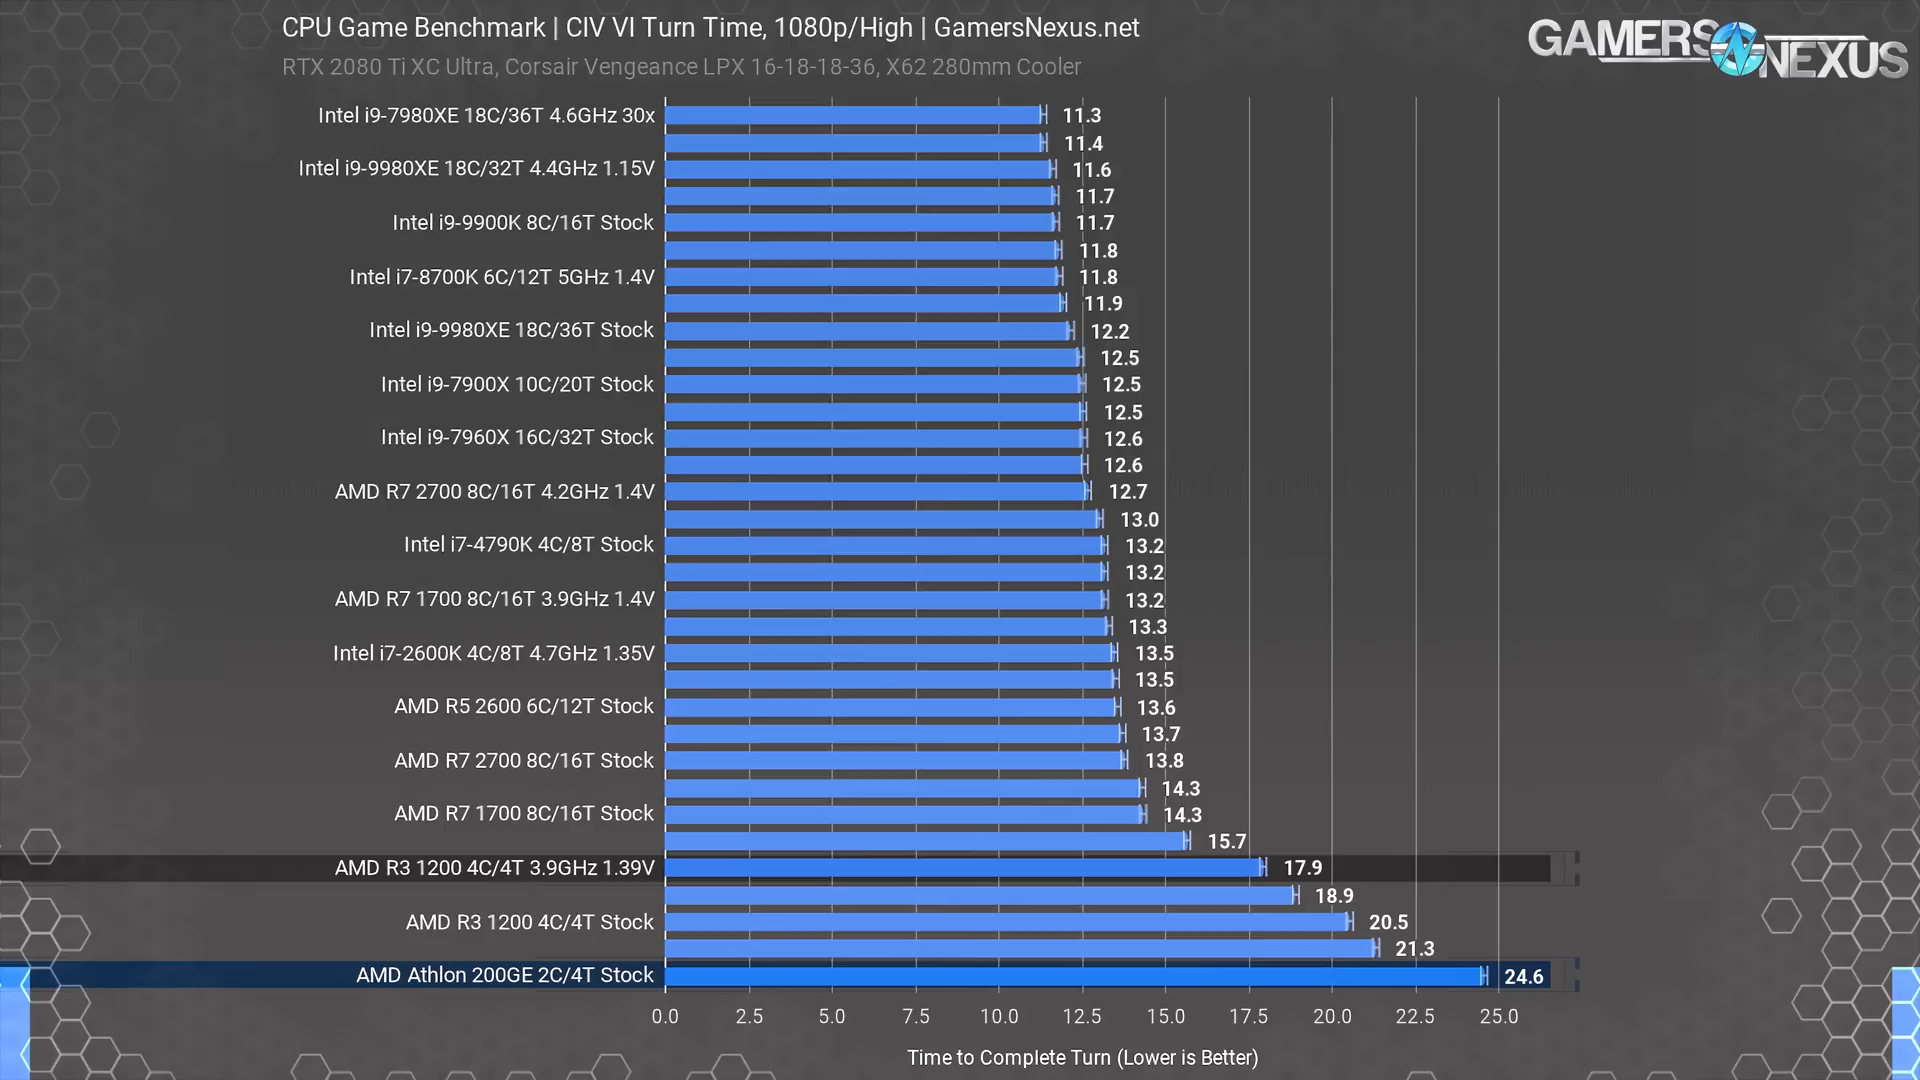 CPU Game Benchmark | CIV VI Turn Time, 1080p/High | GamersNexus.net
RTX 2080 Ti XC Ultra, Corsair Vengeance LPX 16-18-18-36, X62 280mm Cooler
GAMERS NEXUS
Intel i9-7980XE 18C/36T 4.6GHz 30x 11.3
11.4
Intel i9-9980XE 18C/32T 4.4GHz 1.15V 11.6
11.7
Intel i9-9900K 8C/16T Stock 11.7
11.8
Intel i7-8700K 6C/12T 5GHz 1.4V 11.8
11.9
Intel i9-9980XE 18C/36T Stock 12.2
12.5
Intel i9-7900X 10C/20T Stock 12.5
12.5
Intel i9-7960X 16C/32T Stock 12.6
12.6
AMD R7 2700 8C/16T 4.2GHz 1.4V 12.7
13.0
Intel i7-4790K 4C/8T Stock 13.2
13.2
AMD R7 1700 8C/16T 3.9GHz 1.4V 13.2
13.3
Intel i7-2600K 4C/8T 4.7GHz 1.35V 13.5
13.5
AMD R5 2600 6C/12T Stock 13.6
13.7
AMD R7 2700 8C/16T Stock 13.8
14.3
AMD R7 1700 8C/16T Stock 14.3
15.7
AMD R3 1200 4C/4T 3.9GHz 1.39V 17.9
18.9
AMD R3 1200 4C/4T Stock 20.5
21.3
AMD Athlon 200GE 2C/4T Stock 24.6
0.0 2.5 5.0 7.5 10.0 12.5 15.0 17.5 20.0 22.5 25.0
Time to Complete Turn (Lower is Better)